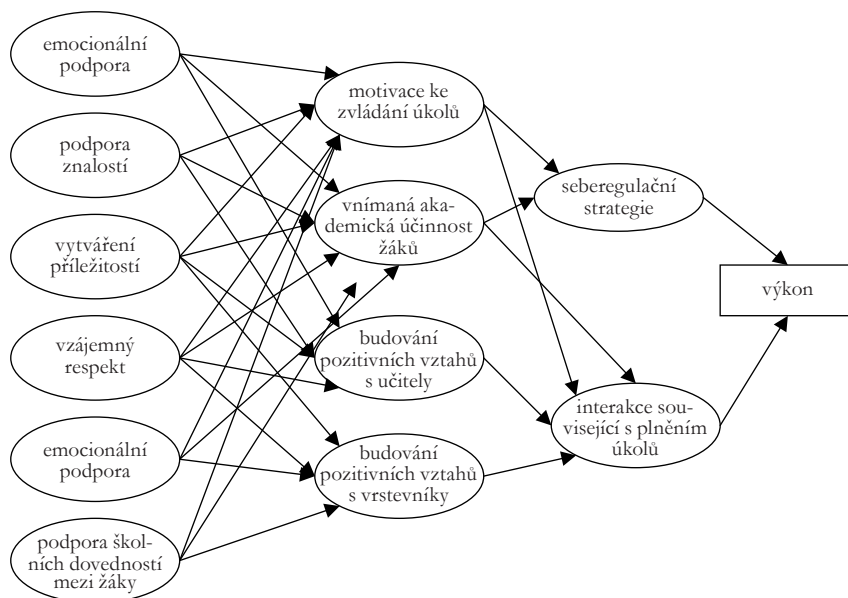 emocionální
podpora
podpora
znalostí
vytváření
příležitostí
vzájemný
respekt
emocionální
podpora
podpora škol-
ních dovedností
mezi žáky
motivace ke
zvládání úkolů
vnímaná aka-
demická účinnost
žáků
budování
pozitivních vztahů
s učitely
budování
pozitivních vztahů
s vrstevníky
seberegulační
strategie
interakce sou-
visející s plněním
úkolů
výkon